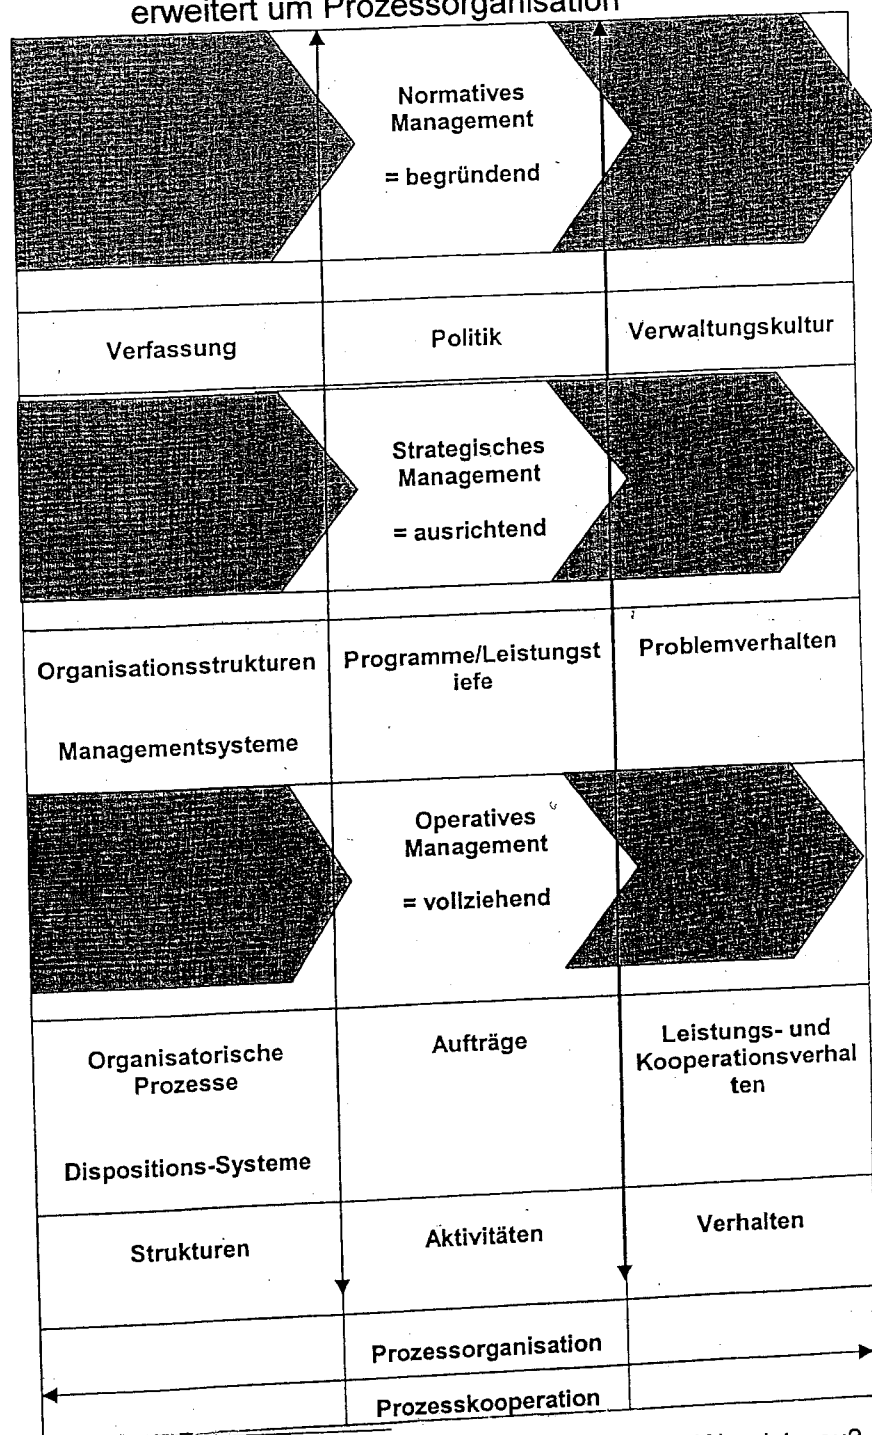 erweitert um Prozessorganisation
Normatives
Management
= begründend
Verfassung
Politik
Verwaltungskultur
Strategisches
Management
= ausrichtend
Organisationsstrukturen
Managementsysteme
Programme/Leistungst
iefe
Problemverhalten
Operatives
Management
= vollziehend
Organisatorische
Prozesse
Dispositions-Systeme
Aufträge
Leistungs- und
Kooperationsverhal
ten
Strukturen
Aktivitäten
Verhalten
Prozessorganisation
Prozesskooperation